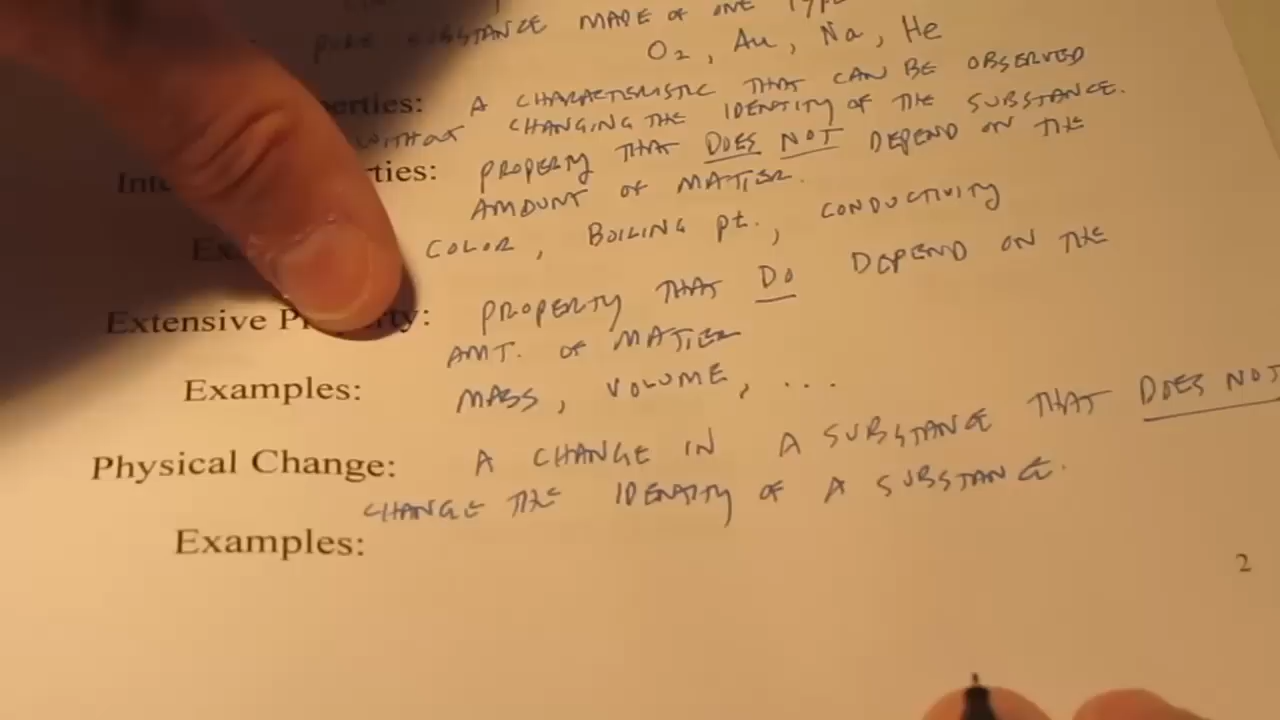 SUBSTANCE MADE OF ONE
O2, Au, Na, He
erties: A CHARACTERISTIC THAT CAN BE OBSERVED
WITHOUT CHANGING THE IDENTITY OF THE SUBSTANCE.
ties: PROPERTY THAT DOES NOT DEPEND ON THE
AMOUNT OF MATTER.
COLOR, BOILING pt., CONDUCTIVITY
Extensive Property: PROPERTY THAT DO DEPEND ON THE
AMT. OF MATTER
Examples: MASS, VOLUME, ....
Physical Change: A CHANGE IN A SUBSTANCE THAT DOES NOT
CHANGE THE IDENTITY OF A SUBSTANCE.
Examples:
2